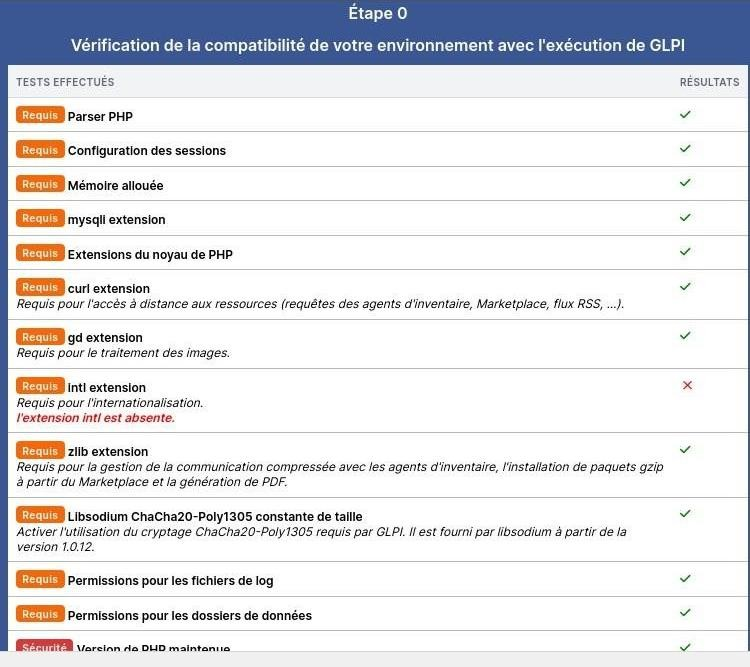 Étape 0
Vérification de la compatibilité de votre environnement avec l'exécution de GLPI
TESTS EFFECTUÉS RÉSULTATS
Requis Parser PHP
Requis Configuration des sessions
Requis Mémoire allouée
Requis mysqli extension
Requis Extensions du noyau de PHP
Requis curl extension
Requis pour l'accès à distance aux ressources (requêtes des agents d'inventaire, Marketplace, flux RSS, ...).
Requis gd extension
Requis pour le traitement des images.
Requis intl extension
Requis pour l'internationalisation.
l'extension intl est absente.
Requis zlib extension
Requis pour la gestion de la communication compressée avec les agents d'inventaire, l'installation de paquets gzip
à partir du Marketplace et la génération de PDF.
Requis Libsodium ChaCha20-Poly1305 constante de taille
Activer l'utilisation du cryptage ChaCha20-Poly1305 requis par GLPI. Il est fourni par libsodium à partir de la
version 1.0.12.
Requis Permissions pour les fichiers de log
Requis Permissions pour les dossiers de données
Sécurité Version de PHP maintenue